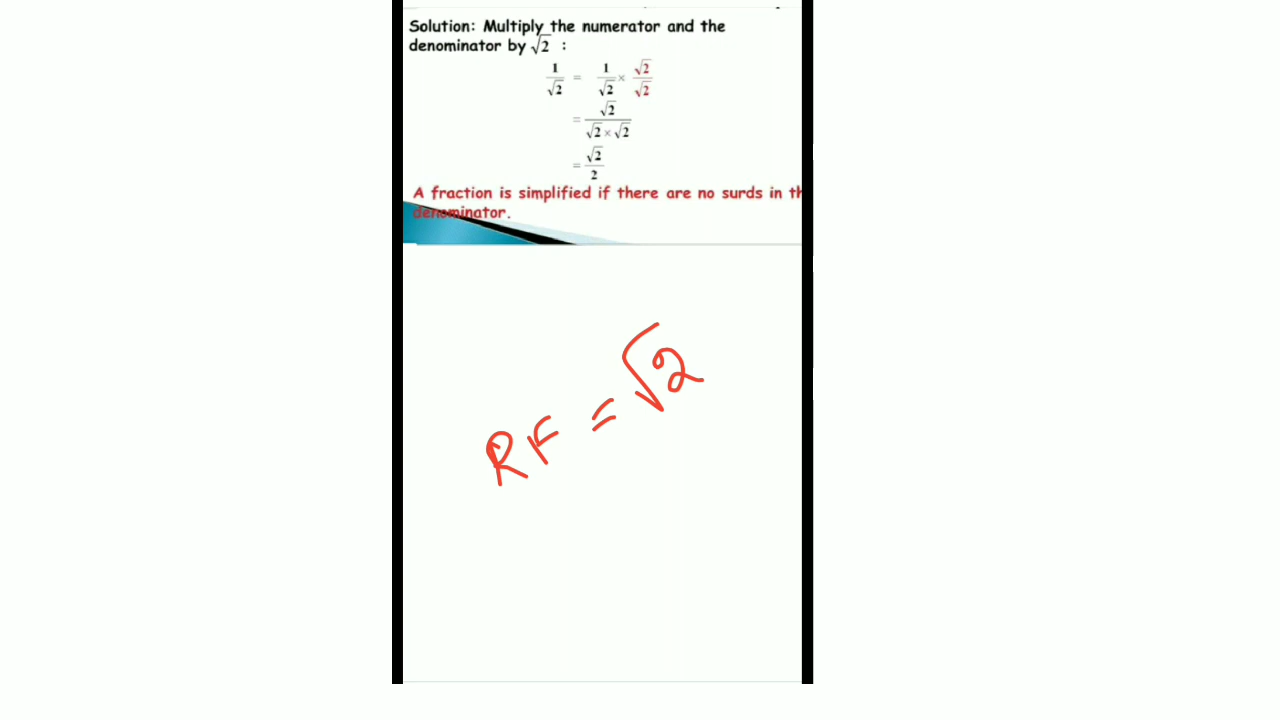 Solution: Multiply the numerator and the
denominator by √2 :
1/√2 = 1/√2 × √2/√2
= √2/(√2 × √2)
= √2/2
A fraction is simplified if there are no surds in th
denominator.
RF = √2